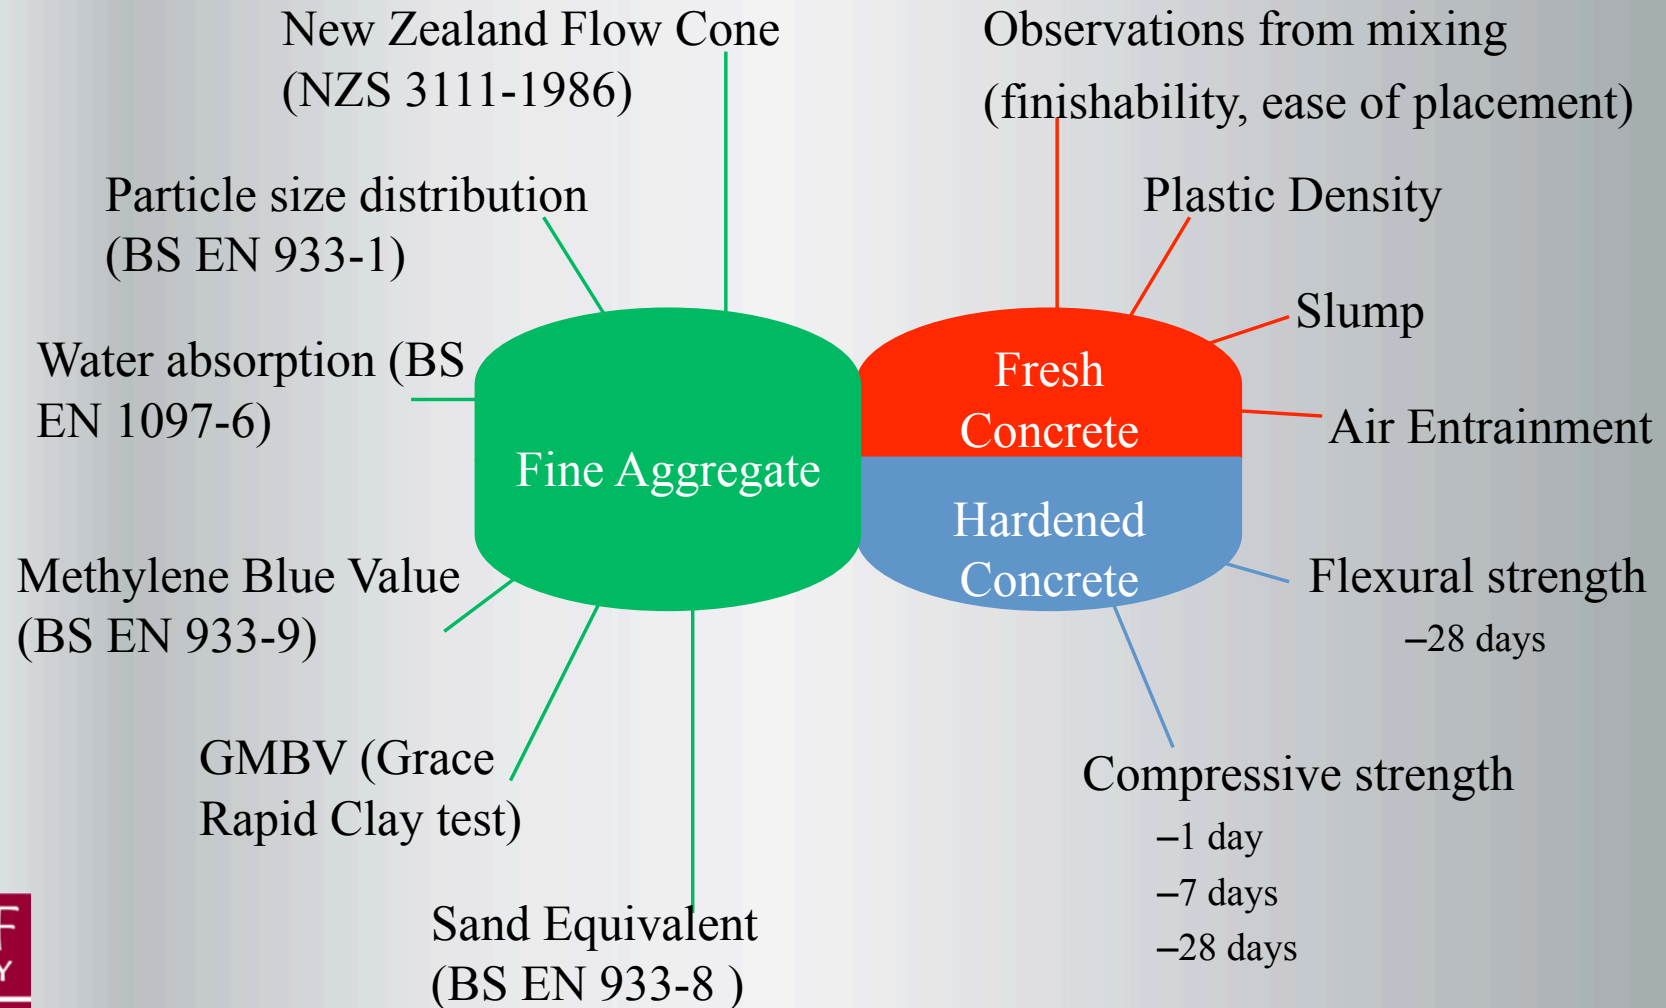 New Zealand Flow Cone
(NZS 3111-1986)
Observations from mixing
(finishability, ease of placement)
Particle size distribution
(BS EN 933-1)
Plastic Density
Slump
Water absorption (BS
EN 1097-6)
Fresh
Concrete
Air Entrainment
Fine Aggregate
Hardened
Concrete
Methylene Blue Value
(BS EN 933-9)
Flexural strength
–28 days
GMBV (Grace
Rapid Clay test)
Compressive strength
–1 day
–7 days
–28 days
Sand Equivalent
(BS EN 933-8 )